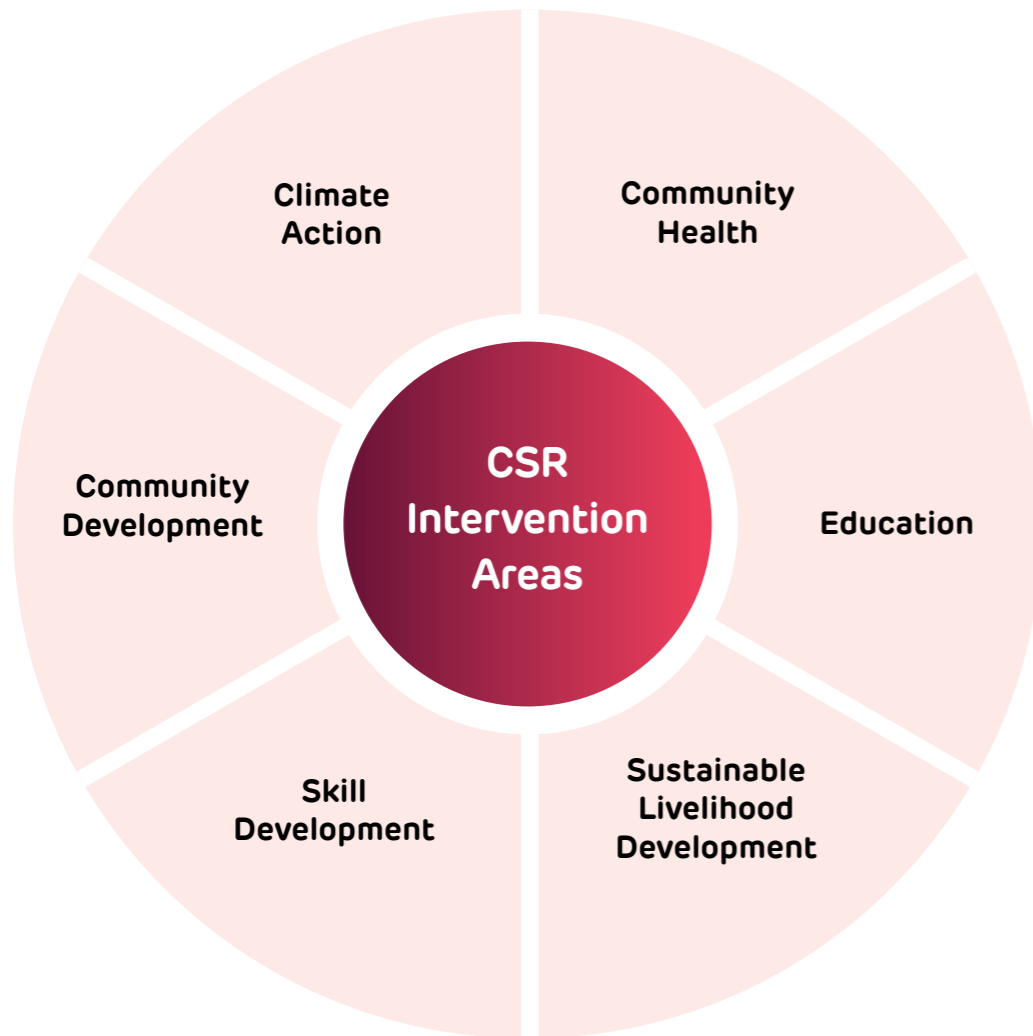 Climate
Action
Community
Health
Community
Development
CSR
Intervention
Areas
Education
Skill
Development
Sustainable
Livelihood
Development